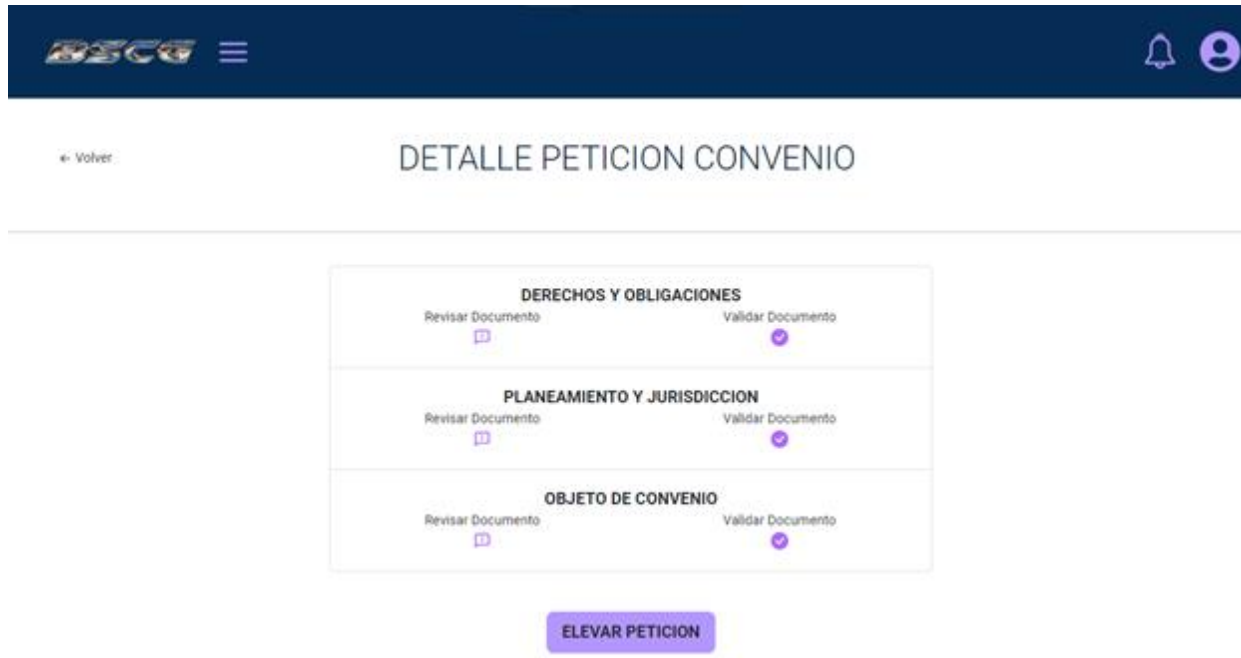 BSCG
← Volver
DETALLE PETICION CONVENIO
DERECHOS Y OBLIGACIONES
Revisar Documento Validar Documento
PLANEAMIENTO Y JURISDICCION
Revisar Documento Validar Documento
OBJETO DE CONVENIO
Revisar Documento Validar Documento
ELEVAR PETICION